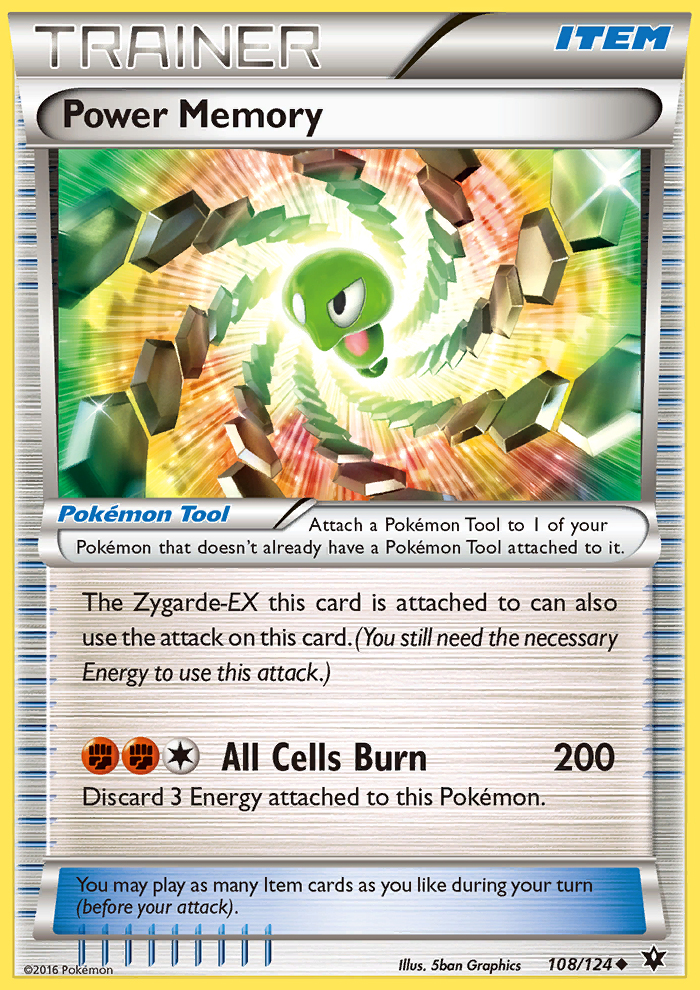 TRAINER
ITEM
Power Memory
Pokémon Tool
Attach a Pokémon Tool to 1 of your
Pokémon that doesn't already have a Pokémon Tool attached to it.
The Zygarde-EX this card is attached to can also
use the attack on this card.(You still need the necessary
Energy to use this attack.)
All Cells Burn 200
Discard 3 Energy attached to this Pokémon.
You may play as many Item cards as you like during your turn
(before your attack).
©2016 Pokémon
Illus. 5ban Graphics 108/124